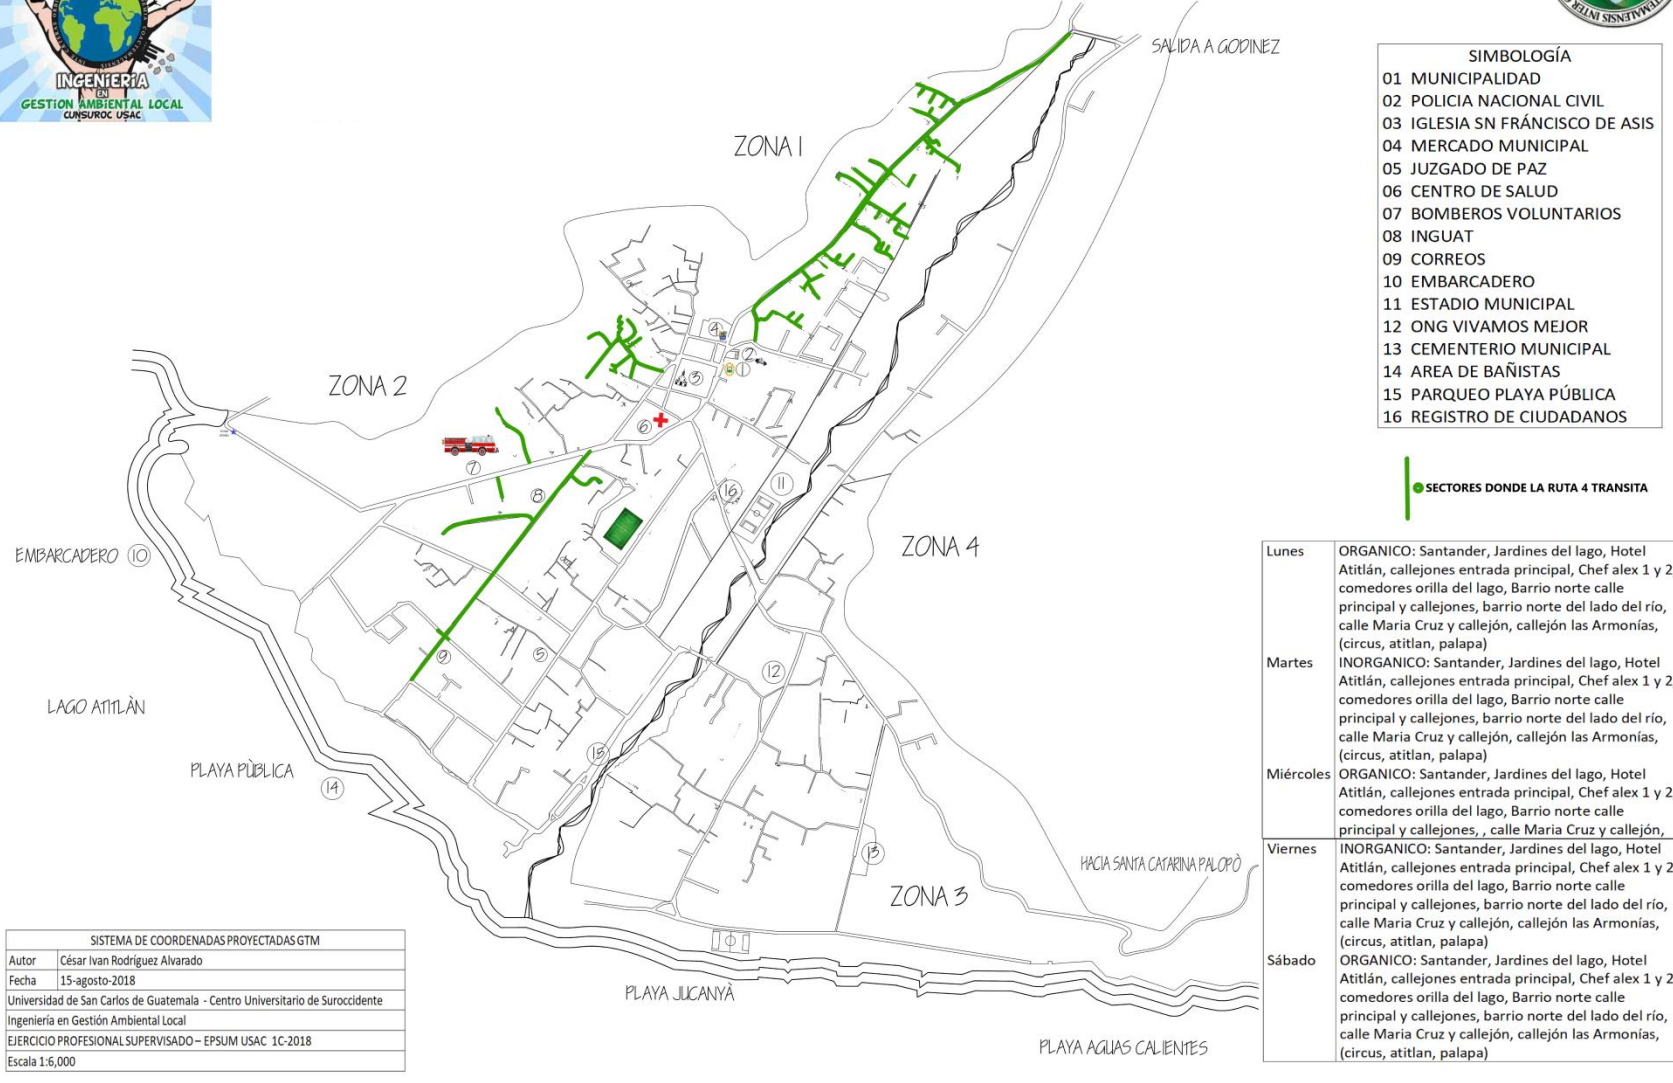 INGENIERÍA
EN
GESTION AMBIENTAL LOCAL
CUNSUROC USAC
SALIDA A GODINEZ
ZONA 1
ZONA 2
ZONA 4
ZONA 3
EMBARCADERO 10
LAGO ATITLÀN
PLAYA PÙBLICA
14
PLAYA JUCANYÀ
PLAYA AGUAS CALIENTES
HACIA SANTA CATARINA PALOPÒ
4
2
1
3
6
7
8
16
11
9
5
12
15
13
SIMBOLOGÍA
01 MUNICIPALIDAD
02 POLICIA NACIONAL CIVIL
03 IGLESIA SN FRÁNCISCO DE ASIS
04 MERCADO MUNICIPAL
05 JUZGADO DE PAZ
06 CENTRO DE SALUD
07 BOMBEROS VOLUNTARIOS
08 INGUAT
09 CORREOS
10 EMBARCADERO
11 ESTADIO MUNICIPAL
12 ONG VIVAMOS MEJOR
13 CEMENTERIO MUNICIPAL
14 AREA DE BAÑISTAS
15 PARQUEO PLAYA PÚBLICA
16 REGISTRO DE CIUDADANOS
SECTORES DONDE LA RUTA 4 TRANSITA
Lunes ORGANICO: Santander, Jardines del lago, Hotel
Atitlán, callejones entrada principal, Chef alex 1 y 2
comedores orilla del lago, Barrio norte calle
principal y callejones, barrio norte del lado del río,
calle Maria Cruz y callejón, callejón las Armonías,
(circus, atitlan, palapa)
Martes INORGANICO: Santander, Jardines del lago, Hotel
Atitlán, callejones entrada principal, Chef alex 1 y 2
comedores orilla del lago, Barrio norte calle
principal y callejones, barrio norte del lado del río,
calle Maria Cruz y callejón, callejón las Armonías,
(circus, atitlan, palapa)
Miércoles ORGANICO: Santander, Jardines del lago, Hotel
Atitlán, callejones entrada principal, Chef alex 1 y 2
comedores orilla del lago, Barrio norte calle
principal y callejones, , calle Maria Cruz y callejón,
Viernes INORGANICO: Santander, Jardines del lago, Hotel
Atitlán, callejones entrada principal, Chef alex 1 y 2
comedores orilla del lago, Barrio norte calle
principal y callejones, barrio norte del lado del río,
calle Maria Cruz y callejón, callejón las Armonías,
(circus, atitlan, palapa)
Sábado ORGANICO: Santander, Jardines del lago, Hotel
Atitlán, callejones entrada principal, Chef alex 1 y 2
comedores orilla del lago, Barrio norte calle
principal y callejones, barrio norte del lado del río,
calle Maria Cruz y callejón, callejón las Armonías,
(circus, atitlan, palapa)
SISTEMA DE COORDENADAS PROYECTADAS GTM
Autor César Ivan Rodríguez Alvarado
Fecha 15-agosto-2018
Universidad de San Carlos de Guatemala - Centro Universitario de Suroccidente
Ingeniería en Gestión Ambiental Local
EJERCICIO PROFESIONAL SUPERVISADO – EPSUM USAC 1C-2018
Escala 1:6,000